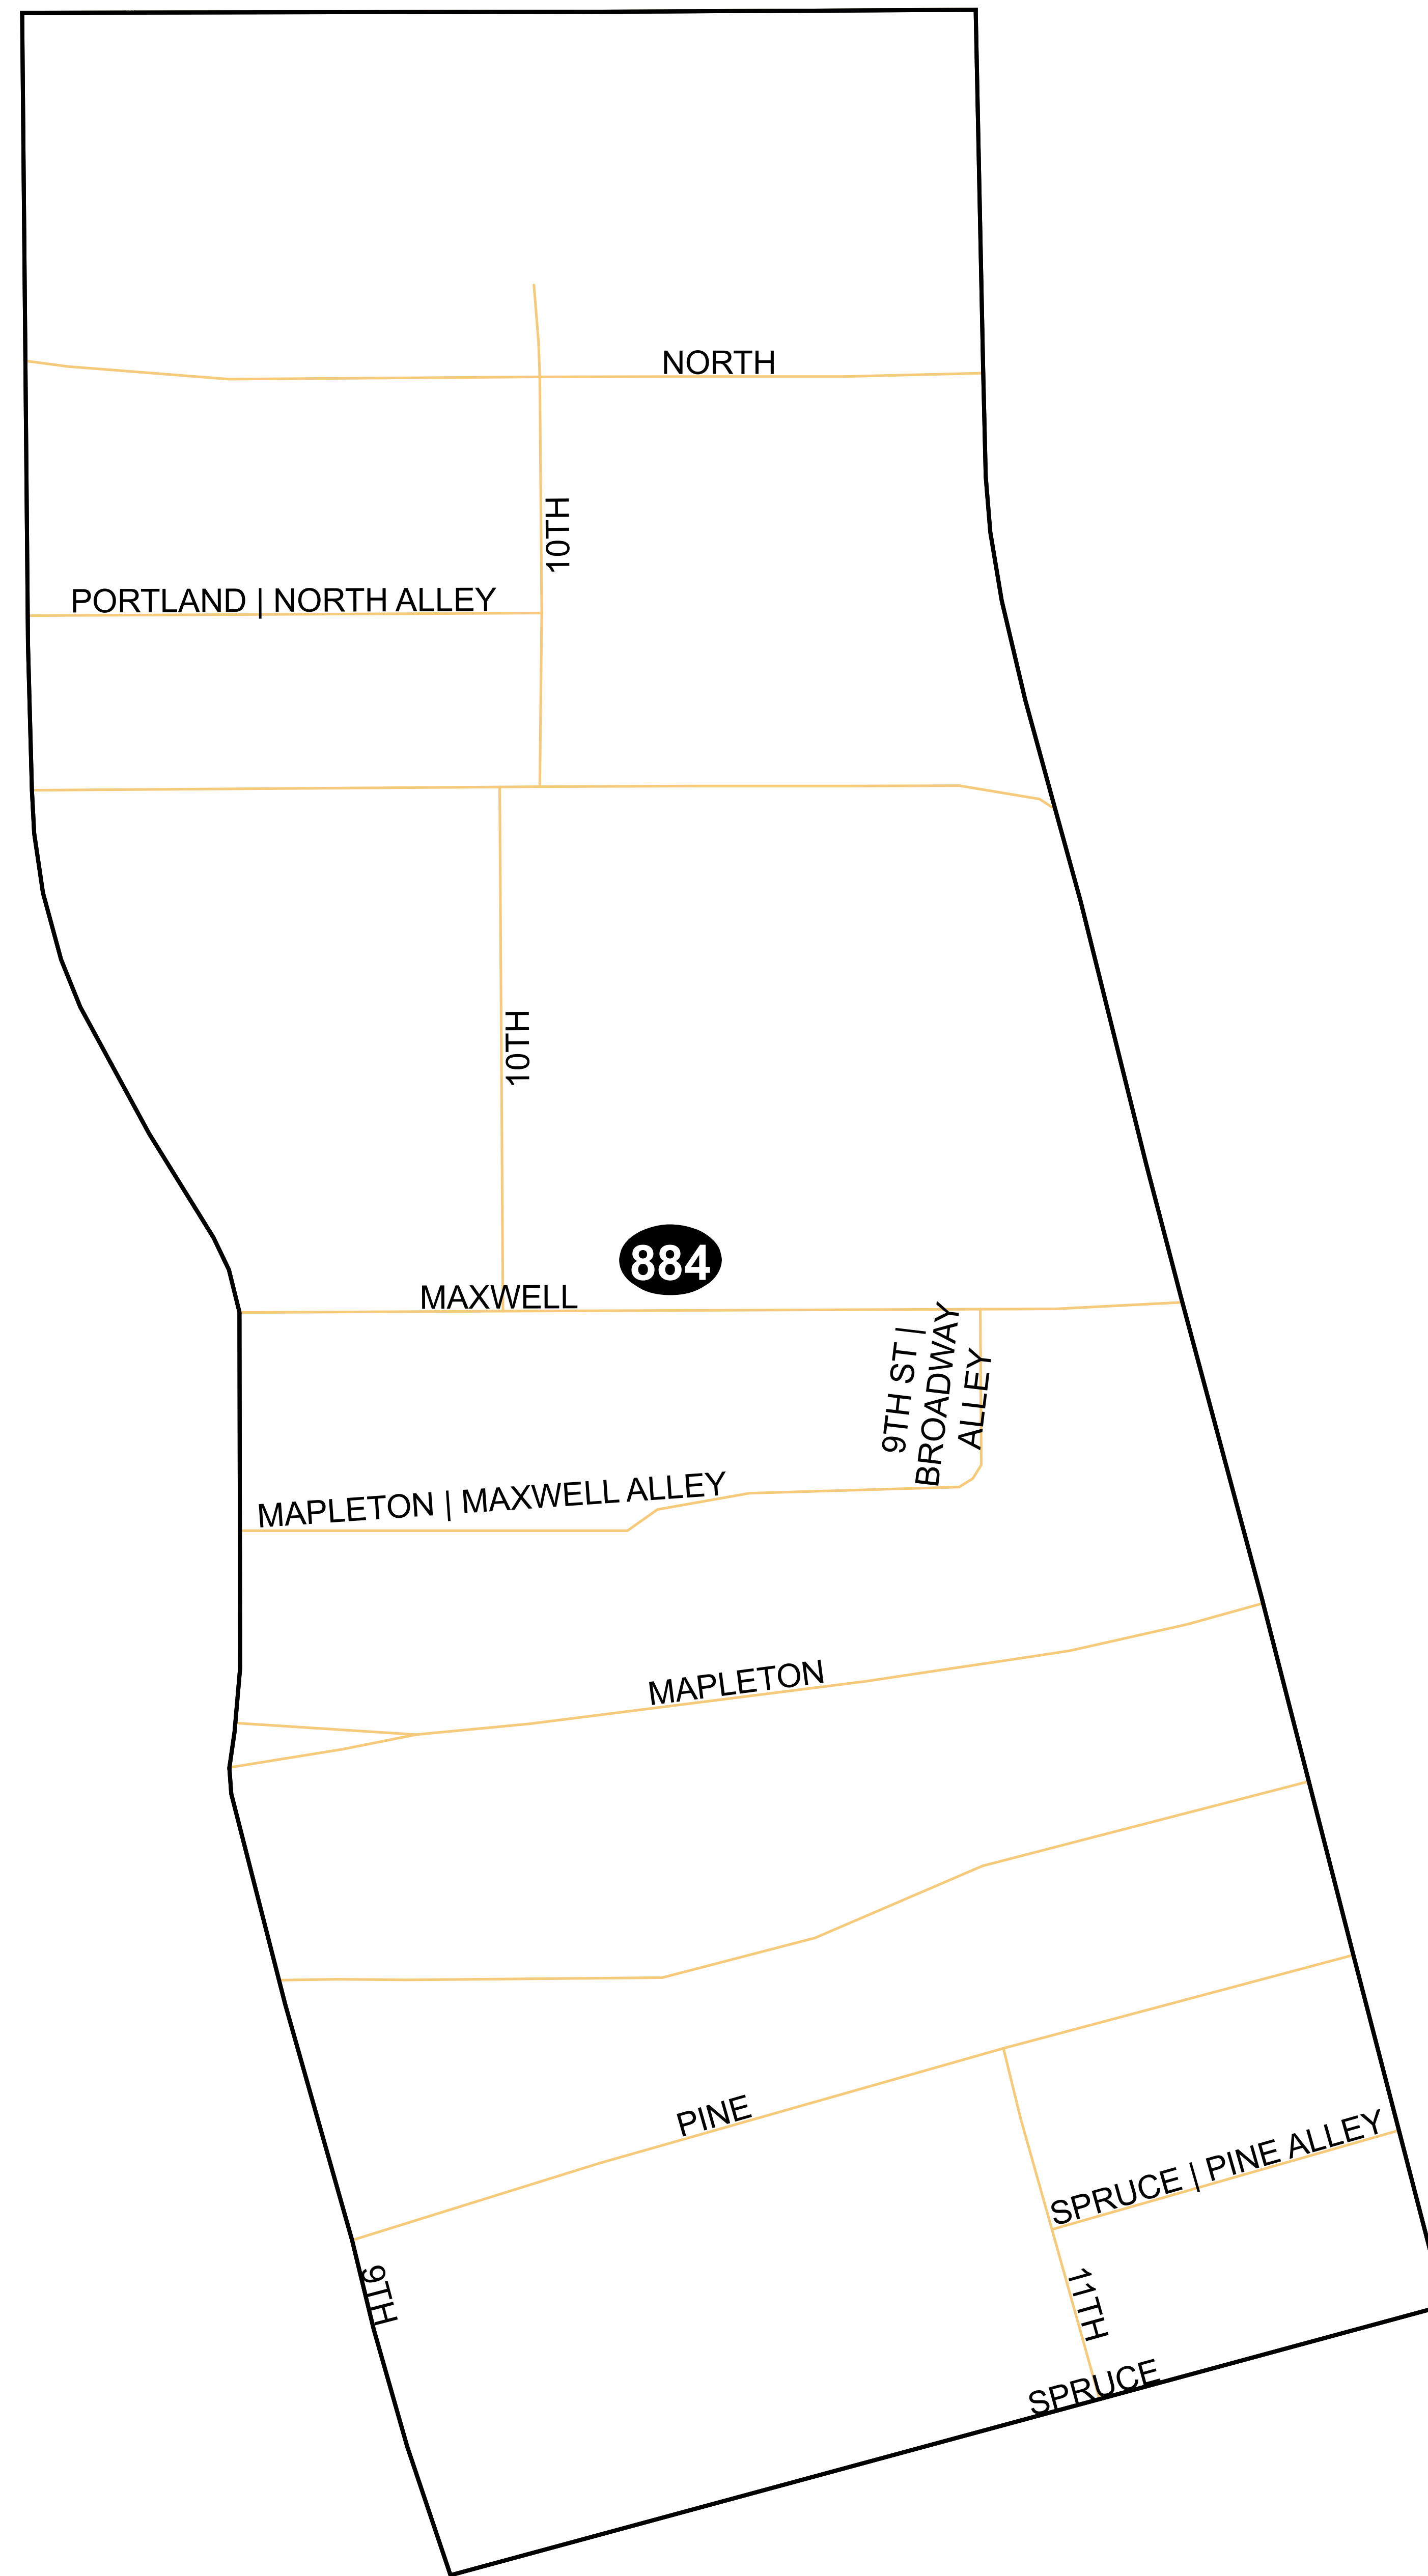 NORTH
10TH
PORTLAND | NORTH ALLEY
10TH
884
MAXWELL
9TH ST |
BROADWAY
ALLEY
MAPLETON | MAXWELL ALLEY
MAPLETON
PINE
SPRUCE | PINE ALLEY
9TH
11TH
SPRUCE